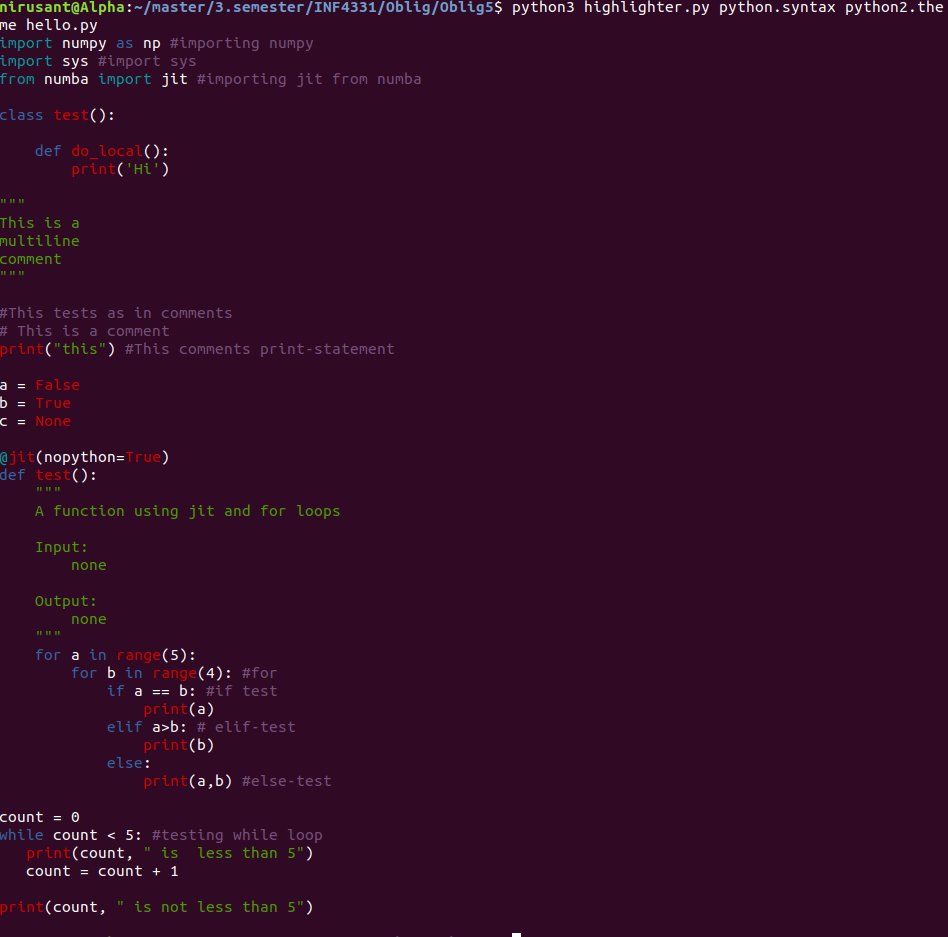 nirusant@Alpha:~/master/3.semester/INF4331/Oblig/Oblig5$ python3 highlighter.py python.syntax python2.the
me hello.py
import numpy as np #importing numpy
import sys #import sys
from numba import jit #importing jit from numba

class test():

    def do_local():
        print('Hi')

"""
This is a
multiline
comment
"""

#This tests as in comments
# This is a comment
print("this") #This comments print-statement

a = False
b = True
c = None

@jit(nopython=True)
def test():
    """
    A function using jit and for loops

    Input:
        none

    Output:
        none
    """
    for a in range(5):
        for b in range(4): #for
            if a == b: #if test
                print(a)
            elif a>b: # elif-test
                print(b)
            else:
                print(a,b) #else-test

count = 0
while count < 5: #testing while loop
   print(count, " is  less than 5")
   count = count + 1

print(count, " is not less than 5")